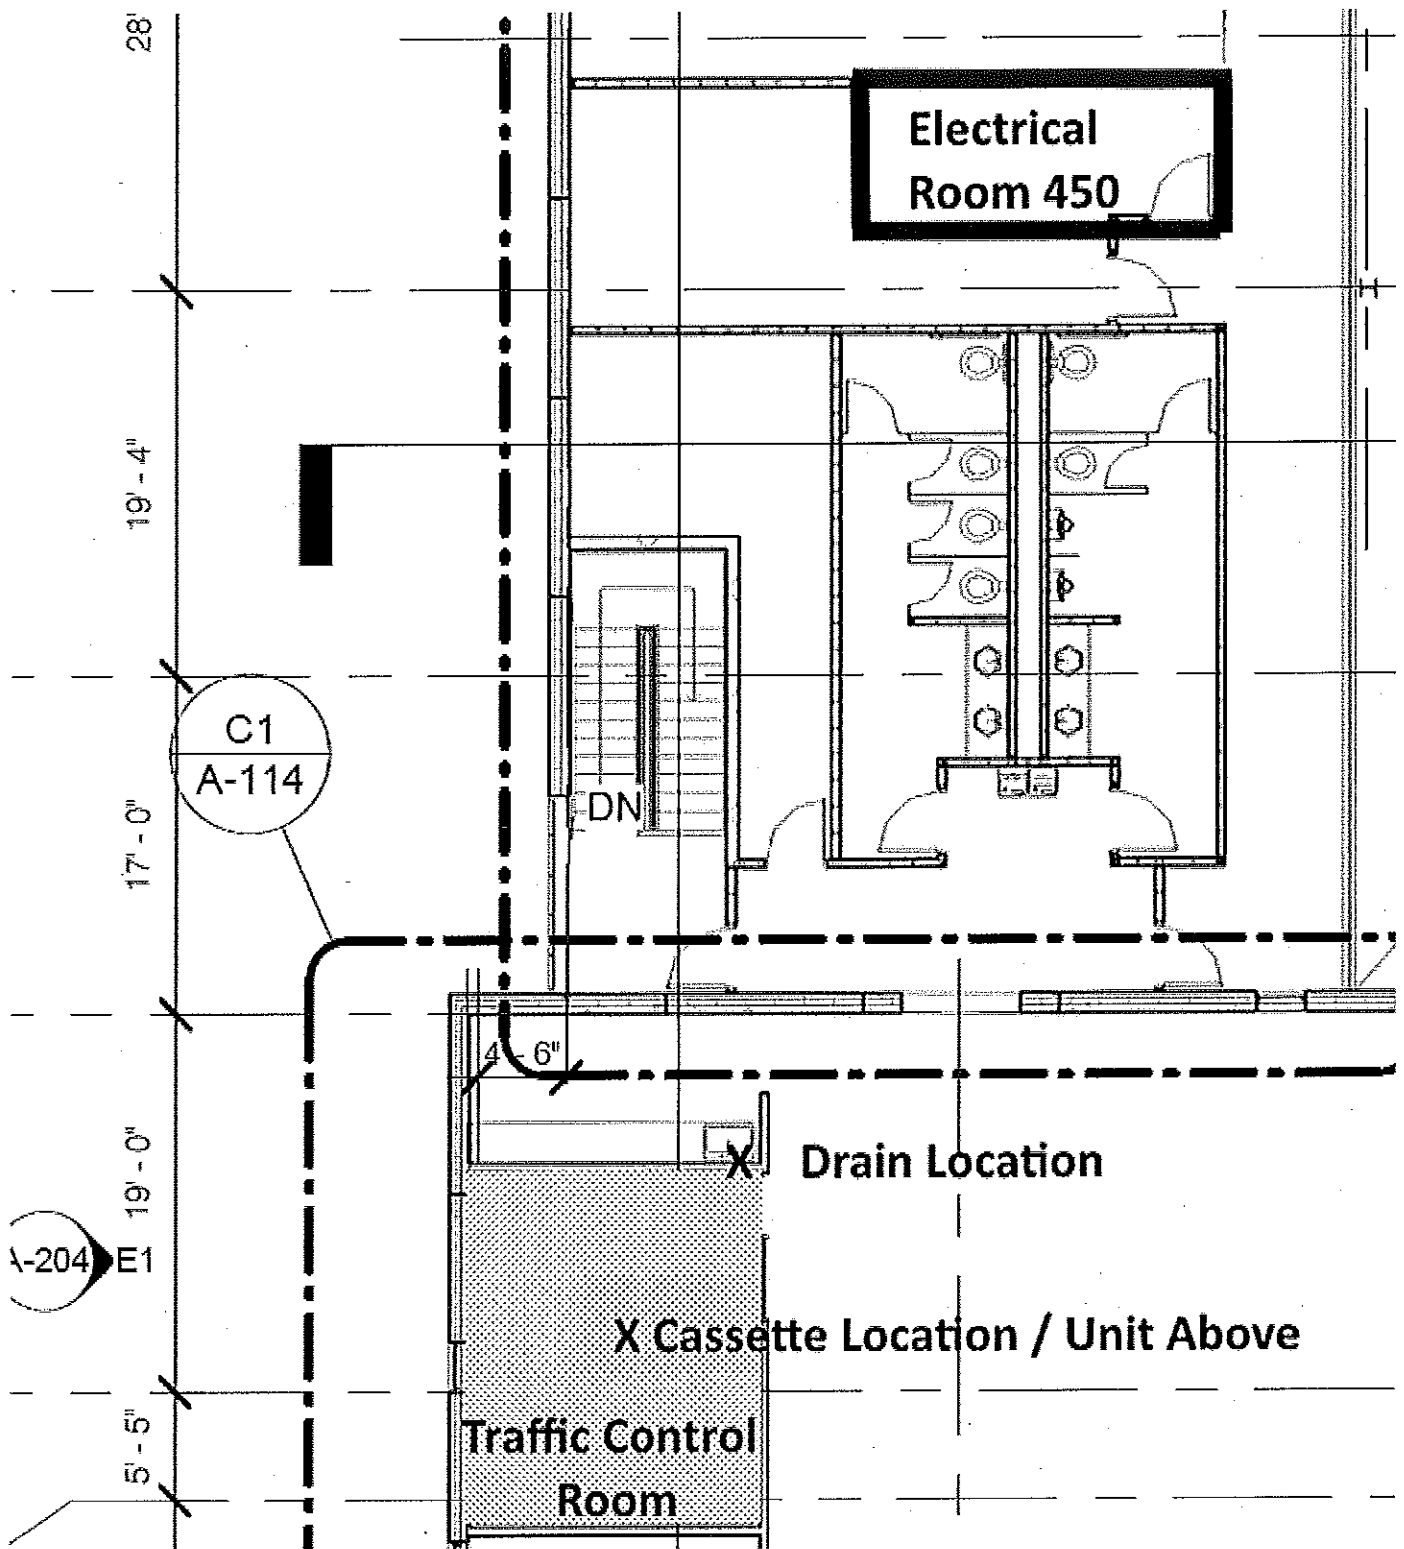 28'
Electrical
Room 450
H
19' - 4"
C1
A-114
DN
17' - 0"
4' - 6"
X Drain Location
19' - 0"
A-204 E1
X Cassette Location / Unit Above
Traffic Control
Room
5' - 5"